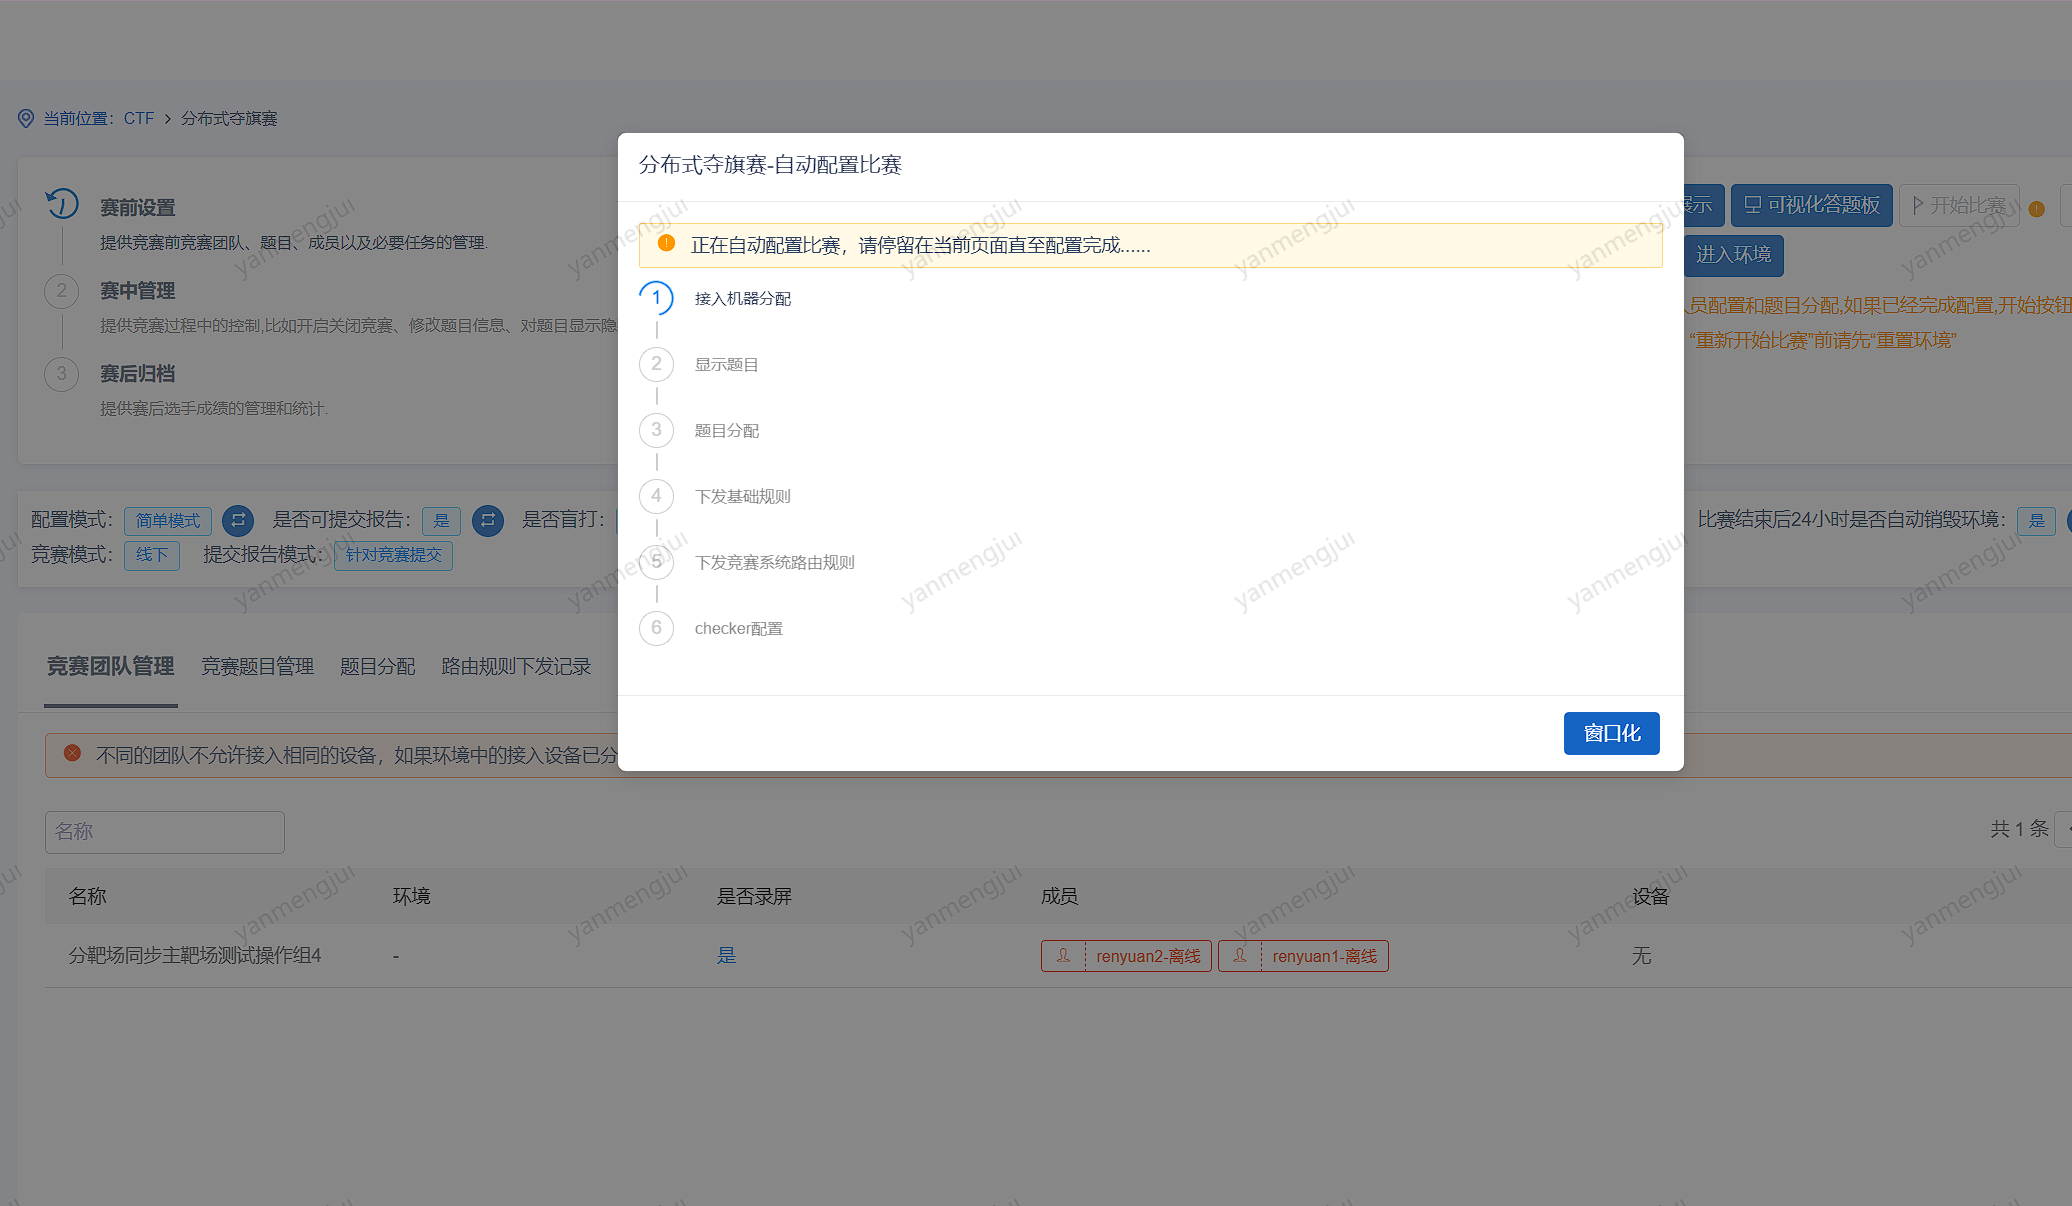 当前位置： CTF > 分布式夺旗赛
赛前设置
提供竞赛前竞赛团队、题目、成员以及必要任务的管理.
2 赛中管理
提供竞赛过程中的控制,比如开启关闭竞赛、修改题目信息、对题目显示隐
3 赛后归档
提供赛后选手成绩的管理和统计.
展示 可视化答题板 开始比赛
进入环境
员配置和题目分配,如果已经完成配置,开始按钮
“重新开始比赛”前请先“重置环境”
分布式夺旗赛-自动配置比赛
正在自动配置比赛，请停留在当前页面直至配置完成......
1 接入机器分配
2 显示题目
3 题目分配
4 下发基础规则
5 下发竞赛系统路由规则
6 checker配置
窗口化
配置模式： 简单模式 是否可提交报告： 是 是否盲打：
比赛结束后24小时是否自动销毁环境： 是
竞赛模式： 线下 提交报告模式： 针对竞赛提交
竞赛团队管理 竞赛题目管理 题目分配 路由规则下发记录
不同的团队不允许接入相同的设备，如果环境中的接入设备已分
名称
共 1 条
名称 环境 是否录屏 成员 设备
分靶场同步主靶场测试操作组4 - 是 renyuan2-离线 renyuan1-离线 无
yanmengjui